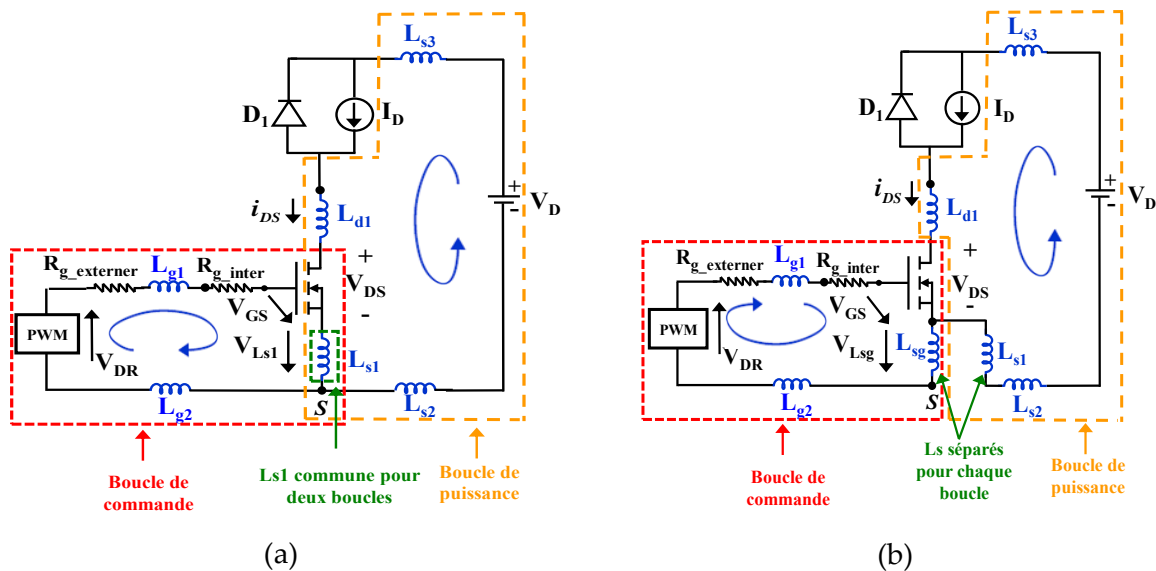 Ls3
D1
ID
iDS
Ld1
+
-
VD
Rg_externer
Lg1
Rg_inter
+
VDS
-
VGS
PWM
VDR
VLs1
Ls1
Lg2
S
Ls2
Boucle de
commande
Ls1 commune pour
deux boucles
Boucle de
puissance
(a)
Ls3
D1
ID
iDS
Ld1
+
-
VD
Rg_externer
Lg1
Rg_inter
+
VDS
-
VGS
PWM
VDR
VLsg
Lsg
Ls1
Lg2
S
Ls2
Boucle de
commande
Ls séparés
pour chaque
boucle
Boucle de
puissance
(b)